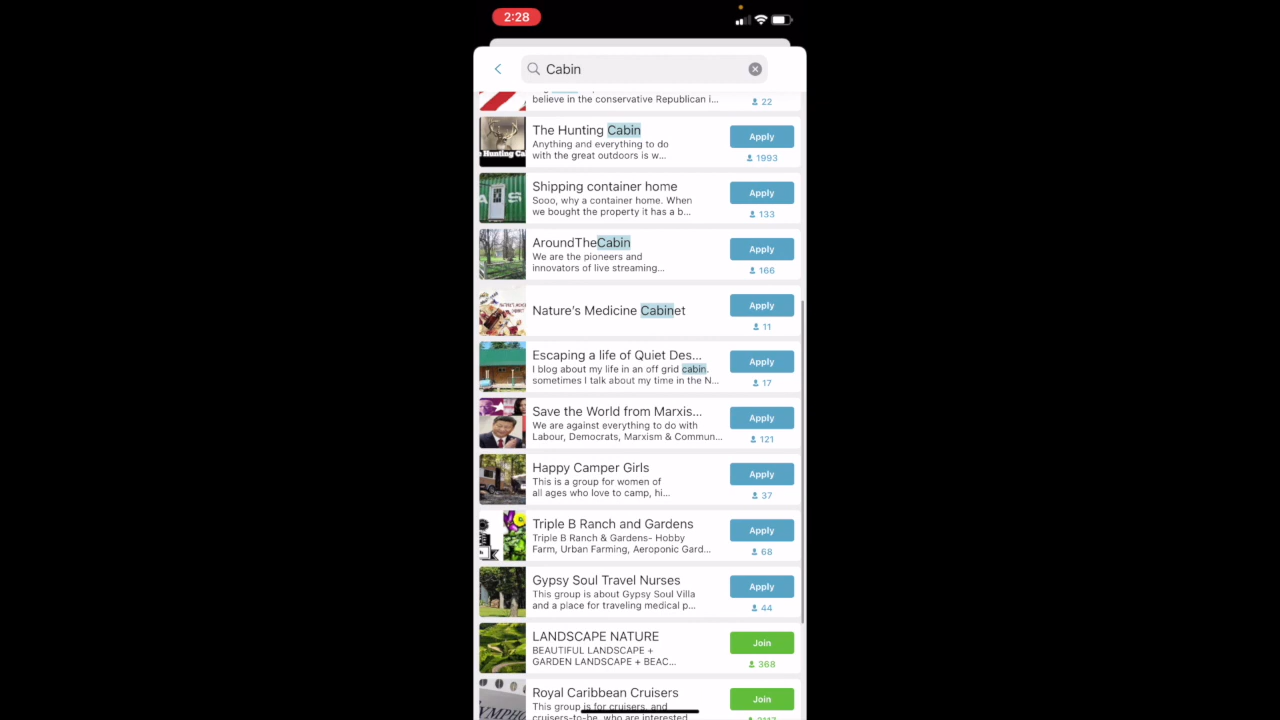 2:28
Cabin
believe in the conservative Republican i...
22
The Hunting Cabin
Anything and everything to do
with the great outdoors is w...
Apply
1993
Shipping container home
Sooo, why a container home. When
we bought the property it has a b...
Apply
133
AroundTheCabin
We are the pioneers and
innovators of live streaming...
Apply
166
Nature's Medicine Cabinet
Apply
11
Escaping a life of Quiet Des...
I blog about my life in an off grid cabin.
sometimes I talk about my time in the N...
Apply
17
Save the World from Marxis...
We are against everything to do with
Labour, Democrats, Marxism & Commun...
Apply
121
Happy Camper Girls
This is a group for women of
all ages who love to camp, hi...
Apply
37
Triple B Ranch and Gardens
Triple B Ranch & Gardens- Hobby
Farm, Urban Farming, Aeroponic Gard...
Apply
68
Gypsy Soul Travel Nurses
This group is about Gypsy Soul Villa
and a place for traveling medical p...
Apply
44
LANDSCAPE NATURE
BEAUTIFUL LANDSCAPE +
GARDEN LANDSCAPE + BEAC...
Join
368
Royal Caribbean Cruisers
This group is for cruisers, and
cruisers-to-be, who are interested
Join